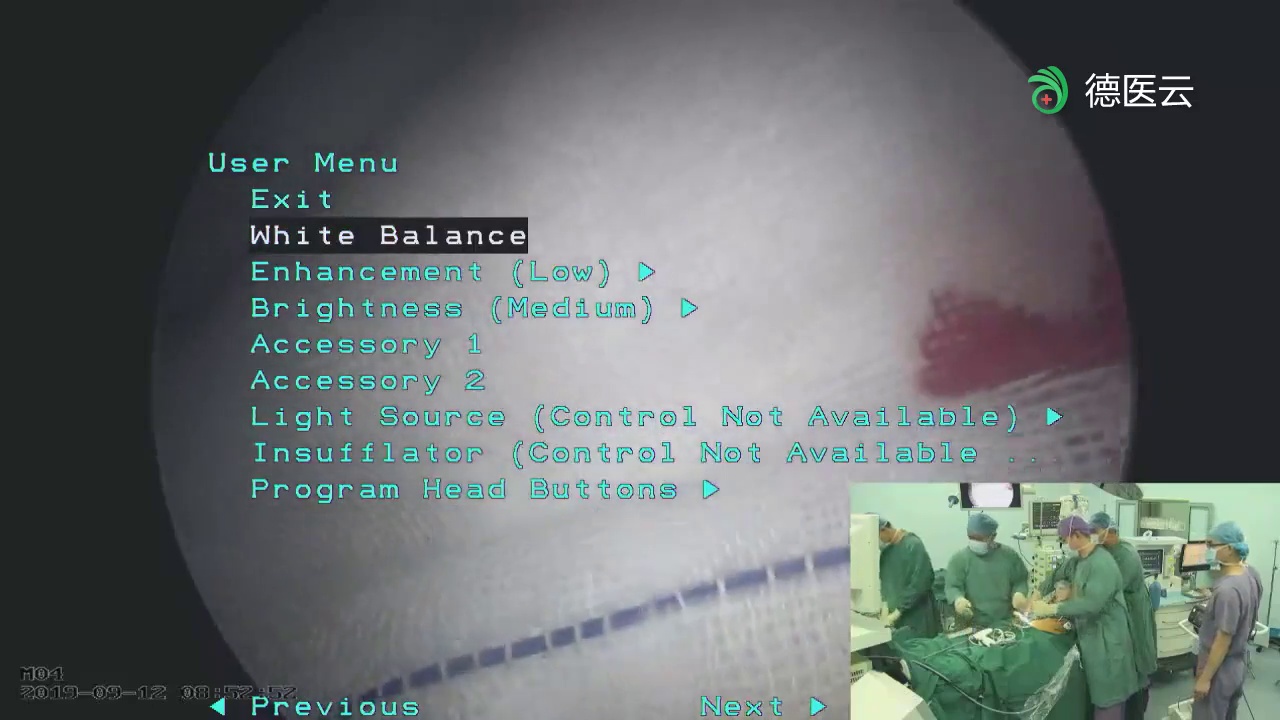 德医云
User Menu
Exit
White Balance
Enhancement (Low) ▶
Brightness (Medium) ▶
Accessory 1
Accessory 2
Light Source (Control Not Available) ▶
Insufflator (Control Not Available ...
Program Head Buttons ▶
M04
2019-09-12 08:52:52
◀ Previous
Next ▶